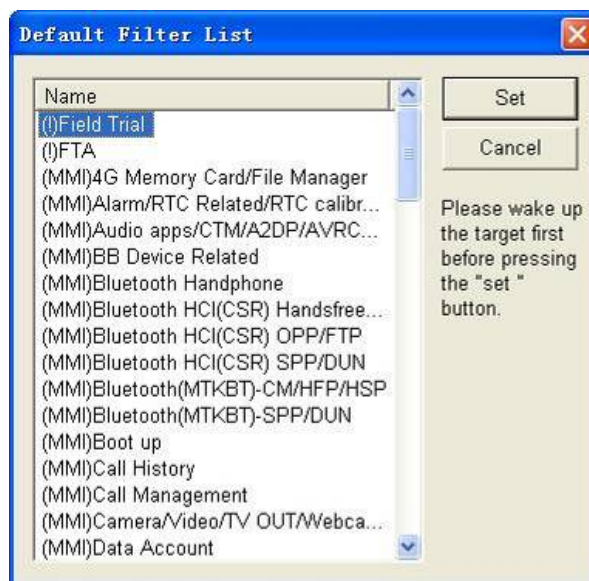 Default Filter List
Name
(!)Field Trial
(!)FTA
(MMI)4G Memory Card/File Manager
(MMI)Alarm/RTC Related/RTC calibr...
(MMI)Audio apps/CTM/A2DP/AVRC...
(MMI)BB Device Related
(MMI)Bluetooth Handphone
(MMI)Bluetooth HCI(CSR) Handsfree...
(MMI)Bluetooth HCI(CSR) OPP/FTP
(MMI)Bluetooth HCI(CSR) SPP/DUN
(MMI)Bluetooth(MTKBT)-CM/HFP/HSP
(MMI)Bluetooth(MTKBT)-SPP/DUN
(MMI)Boot up
(MMI)Call History
(MMI)Call Management
(MMI)Camera/Video/TV OUT/Webca...
(MMI)Data Account
Set
Cancel
Please wake up
the target first
before pressing
the "set "
button.